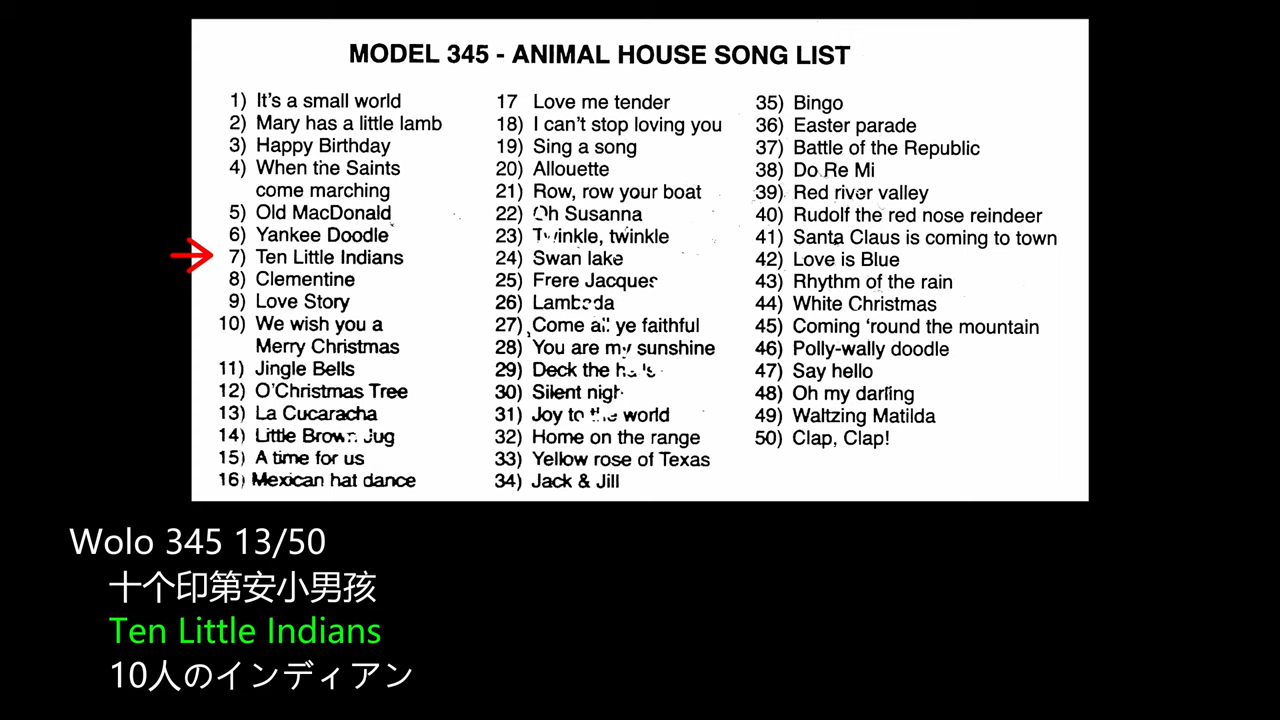 MODEL 345 - ANIMAL HOUSE SONG LIST
1) It's a small world
2) Mary has a little lamb
3) Happy Birthday
4) When the Saints
come marching
5) Old MacDonald
6) Yankee Doodle
7) Ten Little Indians
8) Clementine
9) Love Story
10) We wish you a
Merry Christmas
11) Jingle Bells
12) O'Christmas Tree
13) La Cucaracha
14) Little Brown Jug
15) A time for us
16) Mexican hat dance
17 Love me tender
18) I can't stop loving you
19) Sing a song
20) Allouette
21) Row, row your boat
22) Oh Susanna
23) Twinkle, twinkle
24) Swan lake
25) Frere Jacques
26) Lambada
27) Come all ye faithful
28) You are my sunshine
29) Deck the halls
30) Silent night
31) Joy to the world
32) Home on the range
33) Yellow rose of Texas
34) Jack & Jill
35) Bingo
36) Easter parade
37) Battle of the Republic
38) Do Re Mi
39) Red river valley
40) Rudolf the red nose reindeer
41) Santa Claus is coming to town
42) Love is Blue
43) Rhythm of the rain
44) White Christmas
45) Coming 'round the mountain
46) Polly-wally doodle
47) Say hello
48) Oh my darling
49) Waltzing Matilda
50) Clap, Clap!
Wolo 345 13/50
十个印第安小男孩
Ten Little Indians
10人のインディアン